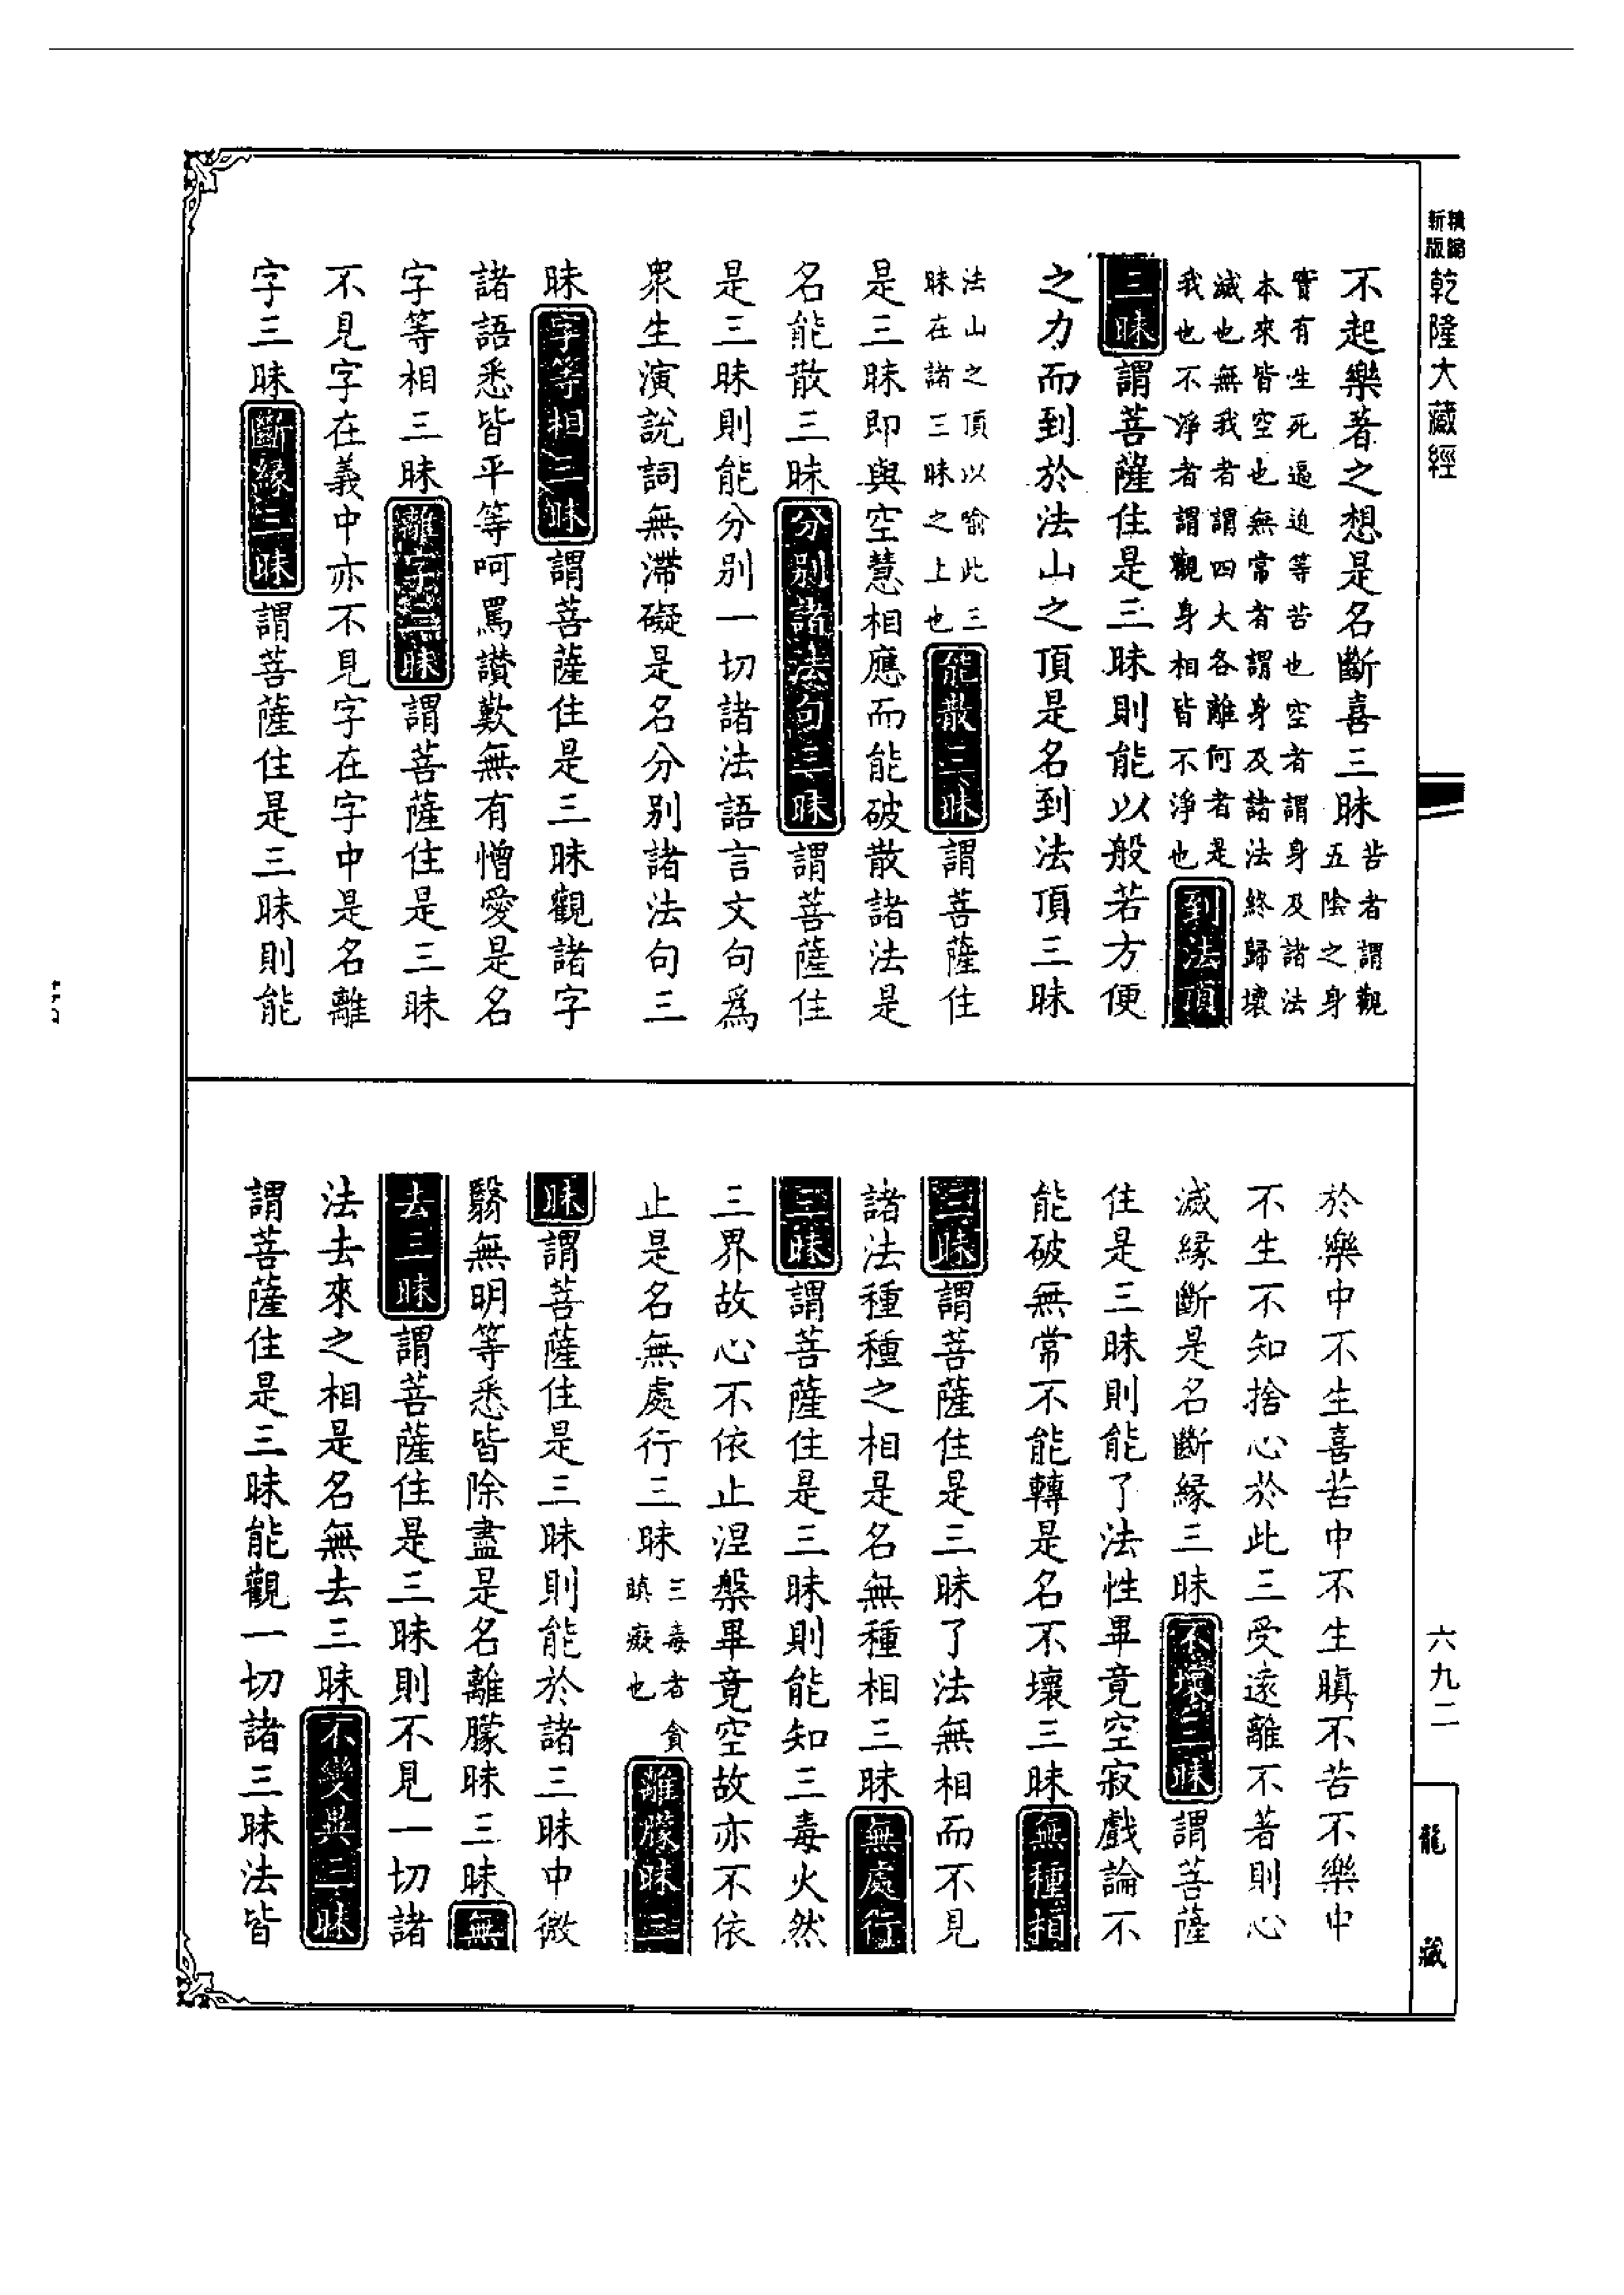 精縮新版
乾隆大藏經
不起樂著之想是名斷喜三昧苦者謂觀五陰之身
實有生死逼迫等苦也空者謂身及諸法
本來皆空也無常者謂身及諸法終歸壞
滅也無我者謂四大各離何者是
我也不淨者謂觀身相皆不淨也到法頂
三昧謂菩薩住是三昧則能以般若方便
之力而到於法山之頂是名到法頂三昧
法山之頂以喻此三昧在諸三昧之上也能散三昧謂菩薩住
是三昧即與空慧相應而能破散諸法是
名能散三昧分別諸法句三昧謂菩薩住
是三昧則能分別一切諸法語言文句爲
眾生演說詞無滯礙是名分別諸法句三
昧字等相三昧謂菩薩住是三昧觀諸字
諸語悉皆平等呵罵讚歎無有憎愛是名
字等相三昧離字三昧謂菩薩住是三昧
不見字在義中亦不見字在字中是名離
字三昧斷緣三昧謂菩薩住是三昧則能
於樂中不生喜苦中不生瞋不苦不樂中
不生不知捨心於此三受遠離不著則心
滅緣斷是名斷緣三昧不壞三昧謂菩薩
住是三昧則能了法性畢竟空寂戲論不
能破無常不能轉是名不壞三昧無種相
三昧謂菩薩住是三昧了法無相而不見
諸法種種之相是名無種相三昧無處行
三昧謂菩薩住是三昧則能知三毒火然
三界故心不依止涅槃畢竟空故亦不依
止是名無處行三昧三毒者貪瞋癡也離朦昧三
昧謂菩薩住是三昧則能於諸三昧中微
翳無明等悉皆除盡是名離朦昧三昧無
去三昧謂菩薩住是三昧則不見一切諸
法去來之相是名無去三昧不變異三昧
謂菩薩住是三昧能觀一切諸三昧法皆
六九二
龍藏